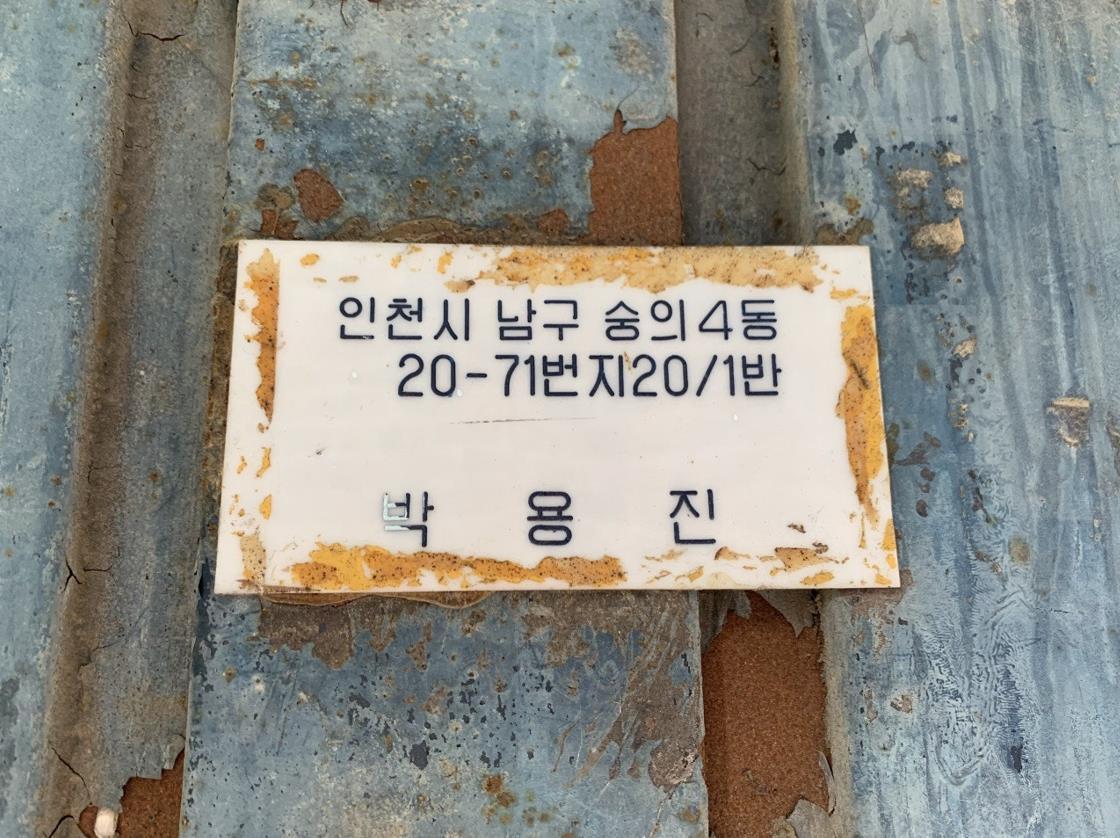 인천시 남구 숭의4동
20-71번지20/1반
박 용 진